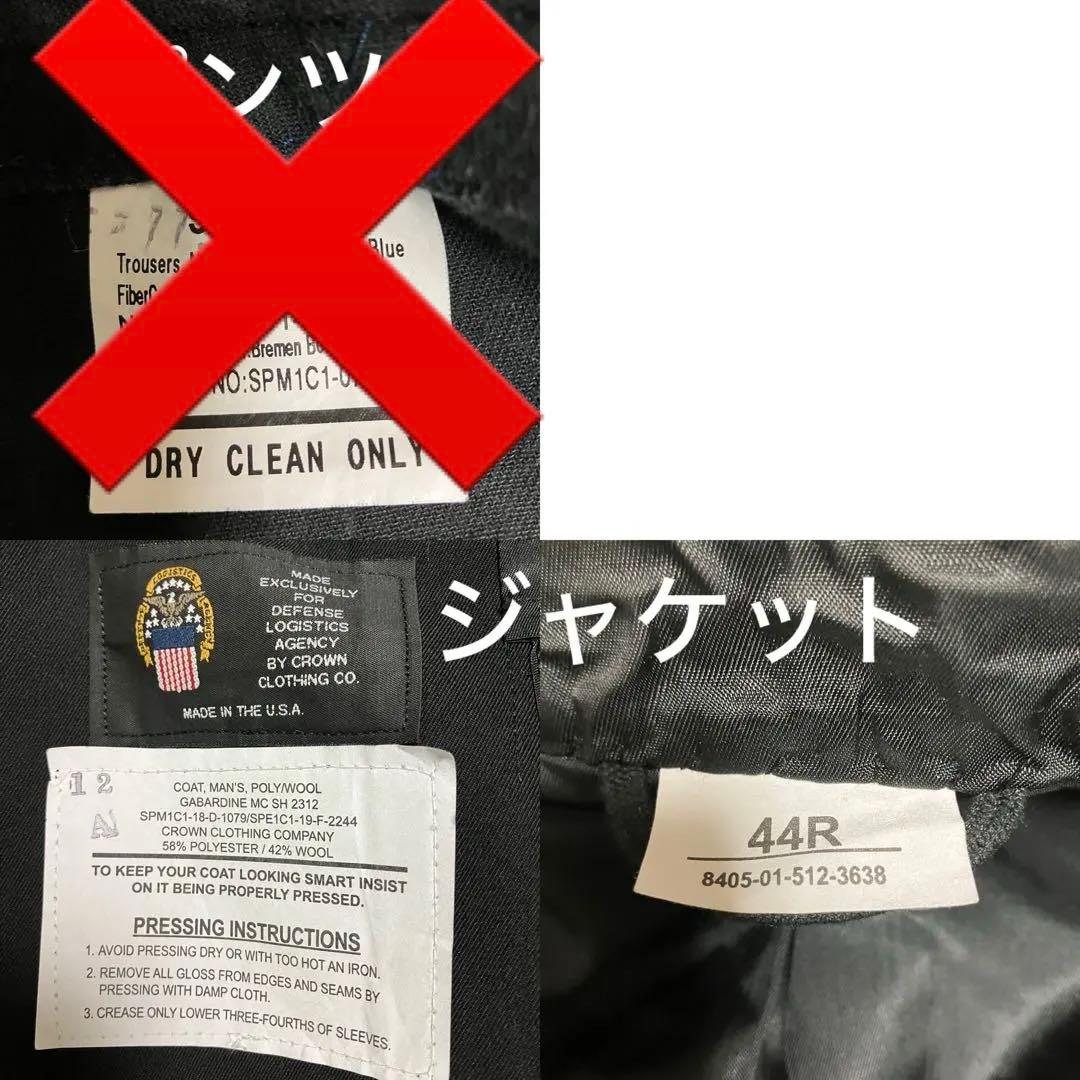 パンツ
Trousers Blue
DRY CLEAN ONLY
NO:SPM1C1-0
Bremen
LOGISTICS
MADE
EXCLUSIVELY
FOR
DEFENSE
LOGISTICS
AGENCY
BY CROWN
CLOTHING CO.
MADE IN THE U.S.A.
ジャケット
12
COAT, MAN'S, POLY/WOOL
GABARDINE MC SH 2312
SPM1C1-18-D-1079/SPE1C1-19-F-2244
CROWN CLOTHING COMPANY
58% POLYESTER / 42% WOOL
TO KEEP YOUR COAT LOOKING SMART INSIST
ON IT BEING PROPERLY PRESSED.
PRESSING INSTRUCTIONS
1. AVOID PRESSING DRY OR WITH TOO HOT AN IRON.
2. REMOVE ALL GLOSS FROM EDGES AND SEAMS BY
PRESSING WITH DAMP CLOTH.
3. CREASE ONLY LOWER THREE-FOURTHS OF SLEEVES.
44R
8405-01-512-3638